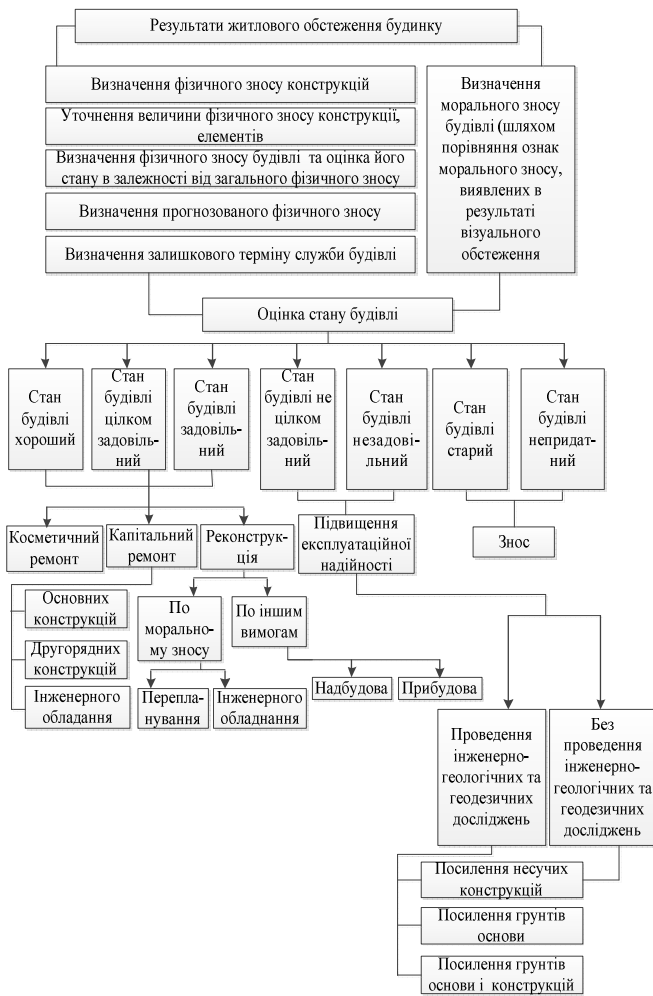 Результати житлового обстеження будинку
Визначення фізичного зносу конструкцій
Уточнення величини фізичного зносу конструкції,
елементів
Визначення фізичного зносу будівлі та оцінка його
стану в залежності від загального фізичного зносу
Визначення прогнозованого фізичного зносу
Визначення залишкового терміну служби будівлі
Визначення
морального зносу
будівлі (шляхом
порівняння ознак
морального зносу,
виявлених в
результаті
візуального
обстеження
Оцінка стану будівлі
Стан
будівлі
хороший
Стан
будівлі
цілком
задовіль-
ний
Стан
будівлі
задовіль-
ний
Стан
будівлі не
цілком
задовіль-
ний
Стан
будівлі
незадові-
льний
Стан
будівлі
старий
Стан
будівлі
непридат-
ний
Косметичний
ремонт
Капітальний
ремонт
Реконструк-
ція
Підвищення
експлуатаційної
надійності
Знос
Основних
конструкцій
Другорядних
конструкцій
Інженерного
обладання
По
мораль­но-
му зносу
По іншим
вимогам
Перепла-
нування
Інженерного
обладнання
Надбудова
Прибудова
Проведення
інженерно-
геологічних та
геодезичних
досліджень
Без
проведення
інженерно-
геологічних та
геодезичних
досліджень
Посилення несучих
конструкцій
Посилення грунтів
основи
Посилення грунтів
основи і конструкцій